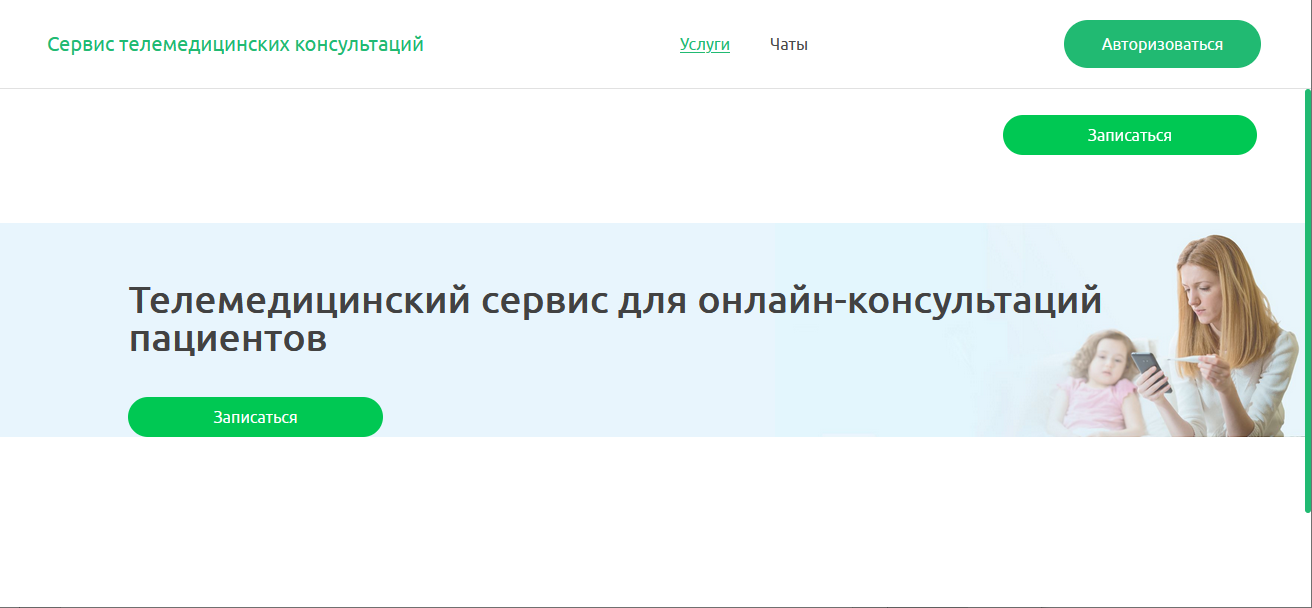 Сервис телемедицинских консультаций
Услуги
Чаты
Авторизоваться
Записаться
Телемедицинский сервис для онлайн-консультаций
пациентов
Записаться